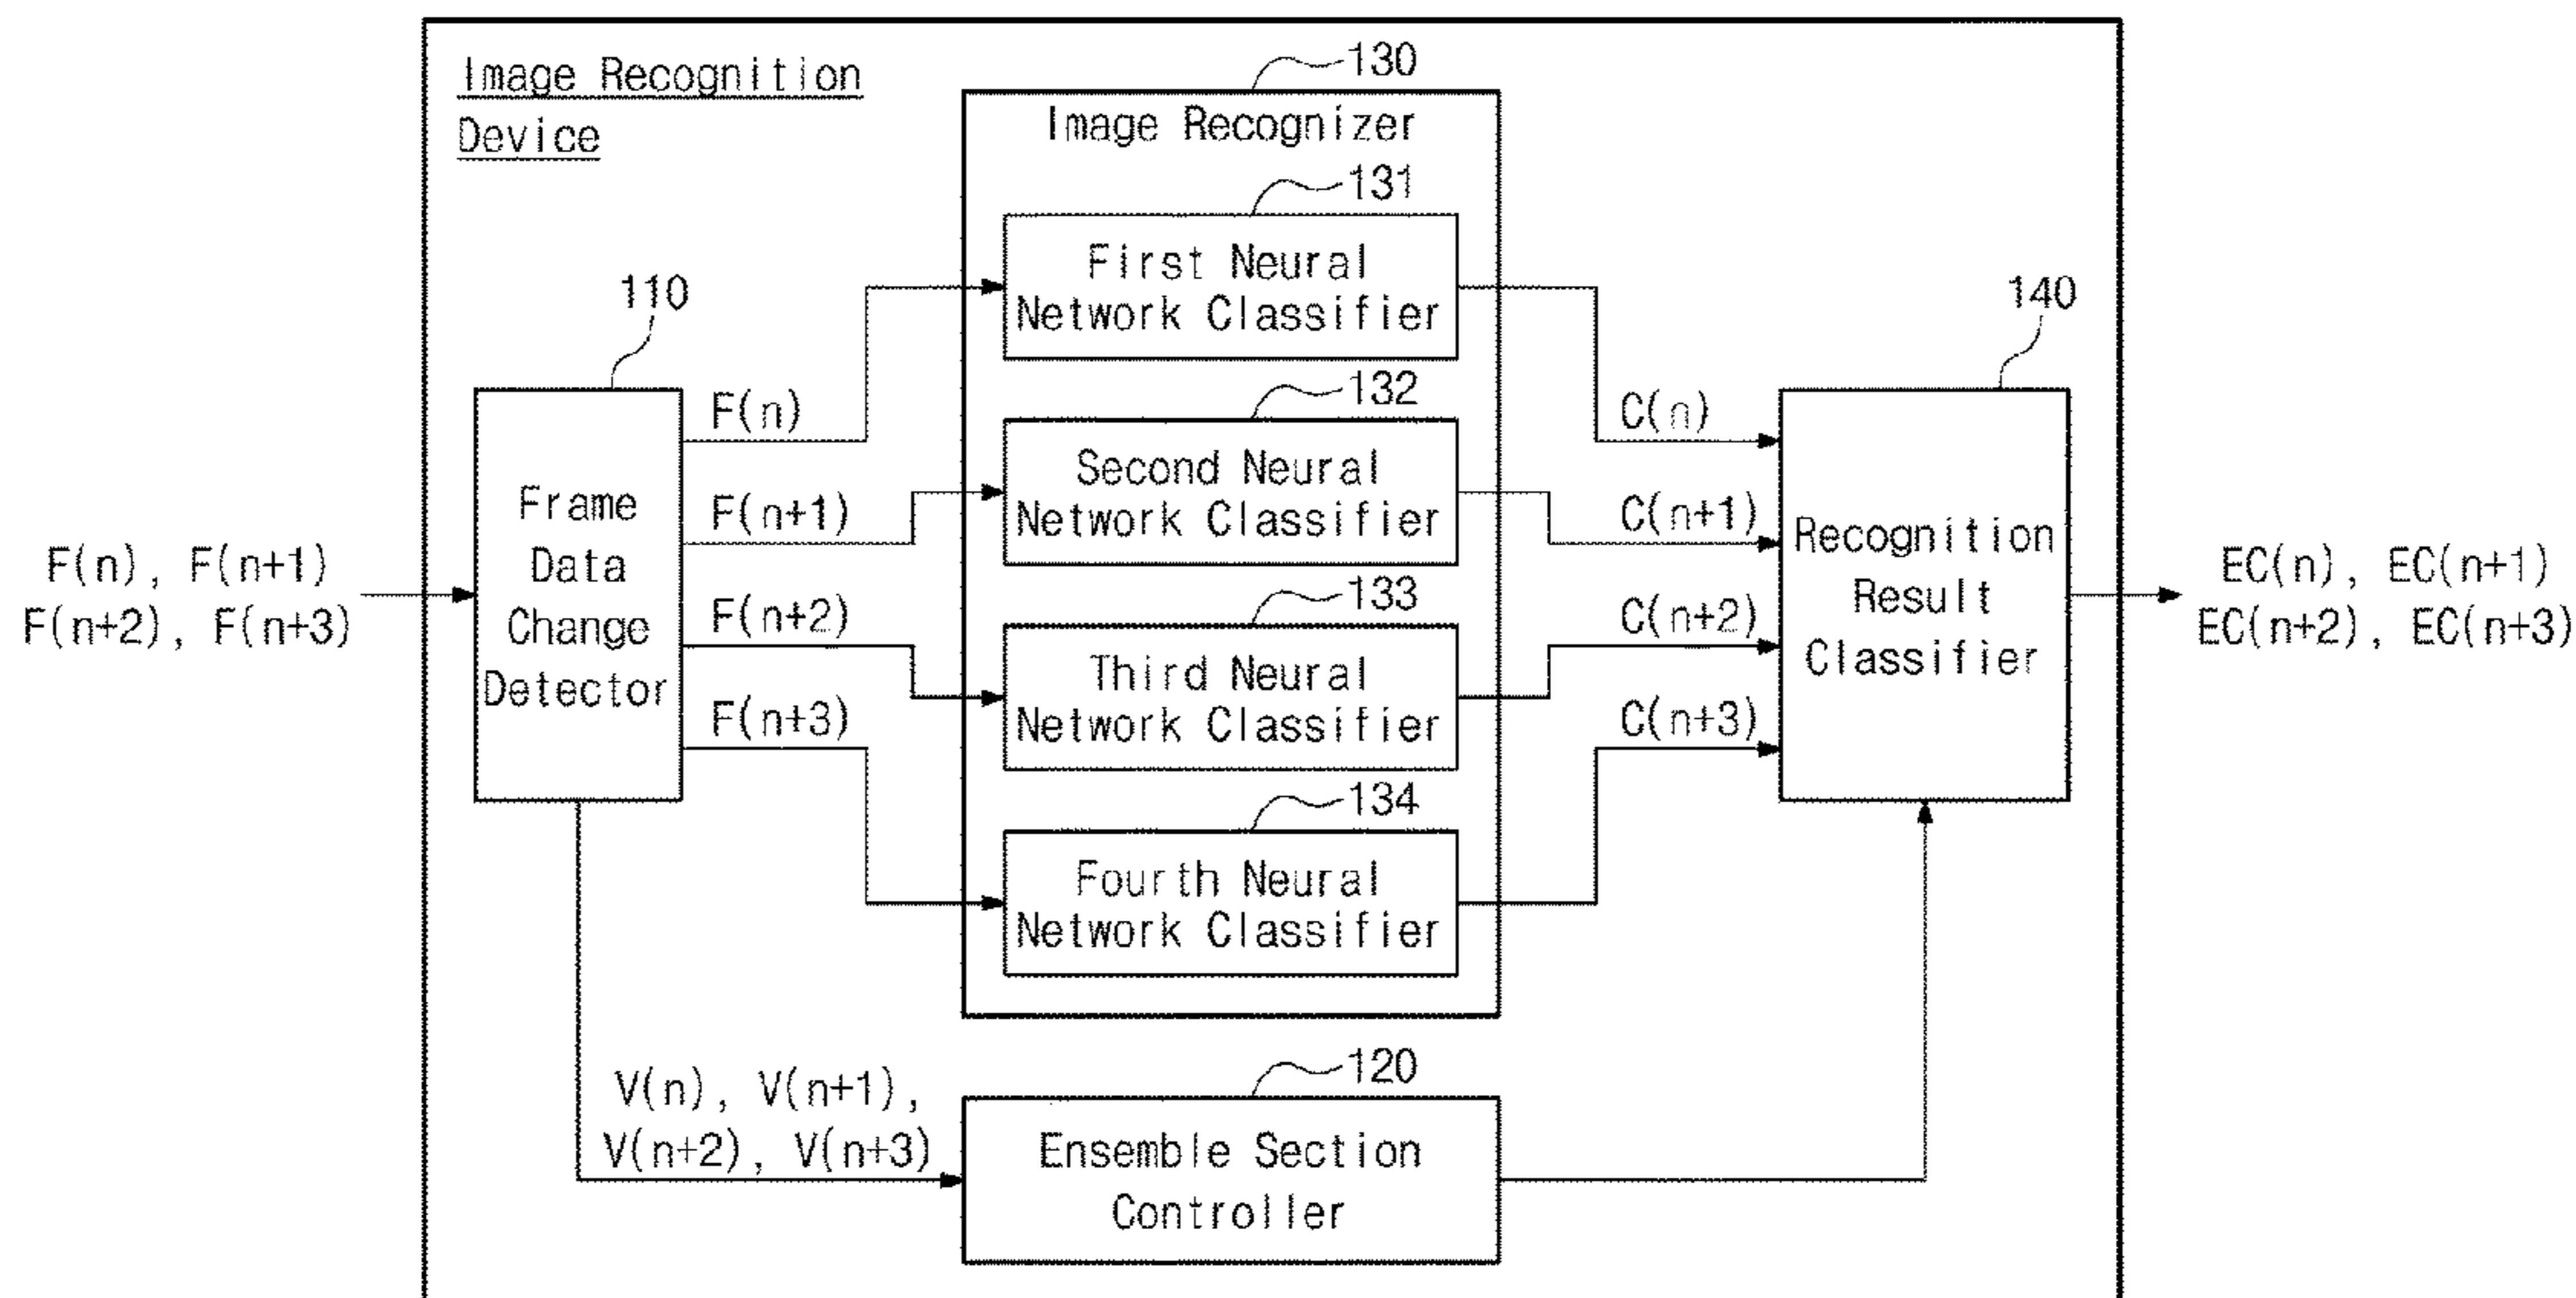 Image Recognition
Device
130
Image Recognizer
131
First Neural
Network Classifier
132
Second Neural
Network Classifier
133
Third Neural
Network Classifier
134
Fourth Neural
Network Classifier
110
Frame
Data
Change
Detector
F(n), F(n+1)
F(n+2), F(n+3)
F(n)
F(n+1)
F(n+2)
F(n+3)
C(n)
C(n+1)
C(n+2)
C(n+3)
140
Recognition
Result
Classifier
EC(n), EC(n+1)
EC(n+2), EC(n+3)
V(n), V(n+1),
V(n+2), V(n+3)
120
Ensemble Section
Controller